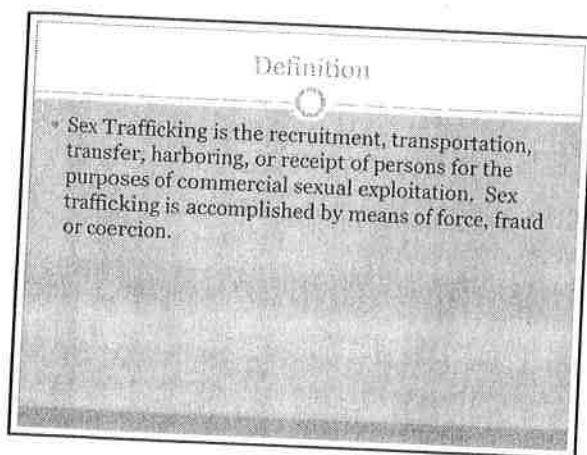 Definition
Sex Trafficking is the recruitment, transportation,
transfer, harboring, or receipt of persons for the
purposes of commercial sexual exploitation. Sex
trafficking is accomplished by means of force, fraud
or coercion.